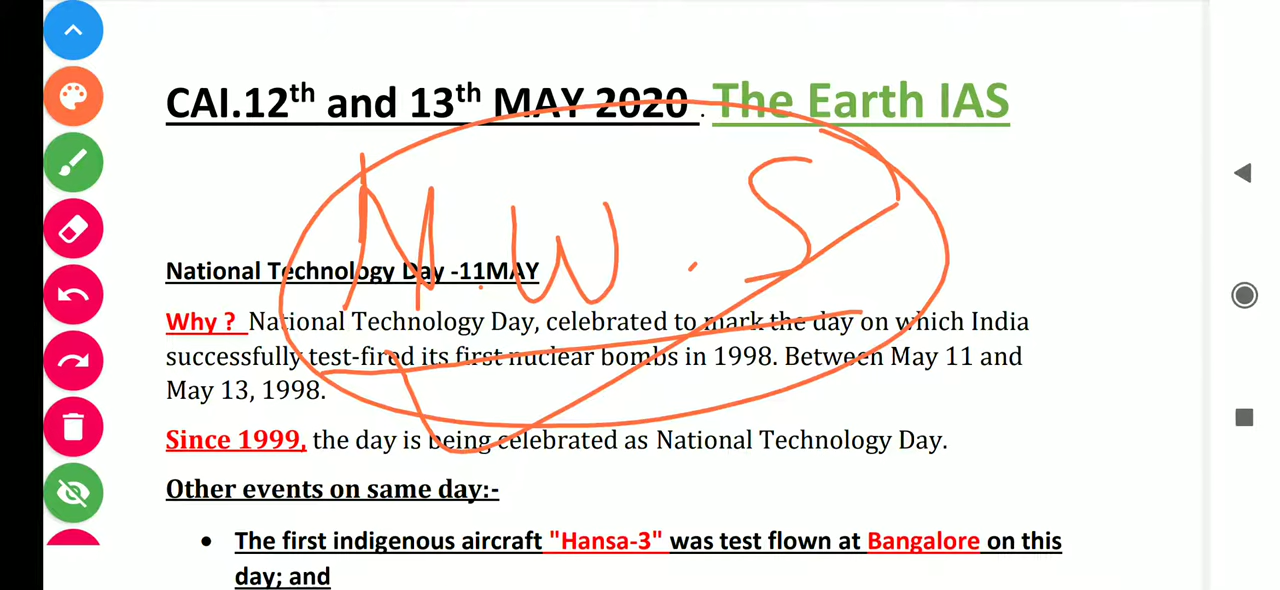 CAI.12th and 13th MAY 2020 . The Earth IAS
N.W.S
National Technology Day -11MAY
Why ? National Technology Day, celebrated to mark the day on which India
successfully test-fired its first nuclear bombs in 1998. Between May 11 and
May 13, 1998.
Since 1999, the day is being celebrated as National Technology Day.
Other events on same day:-
• The first indigenous aircraft "Hansa-3" was test flown at Bangalore on this
day; and